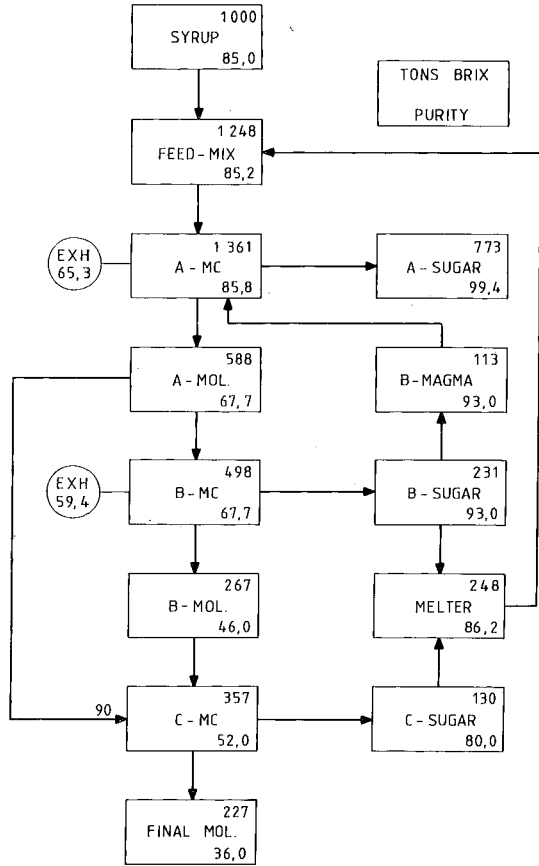 1000
SYRUP
85,0
TONS BRIX
PURITY
1 248
FEED-MIX
85,2
EXH
65,3
1 361
A-MC
85,8
773
A-SUGAR
99,4
588
A-MOL.
67,7
113
B-MAGMA
93,0
EXH
59,4
498
B-MC
67,7
231
B-SUGAR
93,0
267
B-MOL.
46,0
248
MELTER
86,2
90
357
C-MC
52,0
130
C-SUGAR
80,0
227
FINAL MOL.
36,0